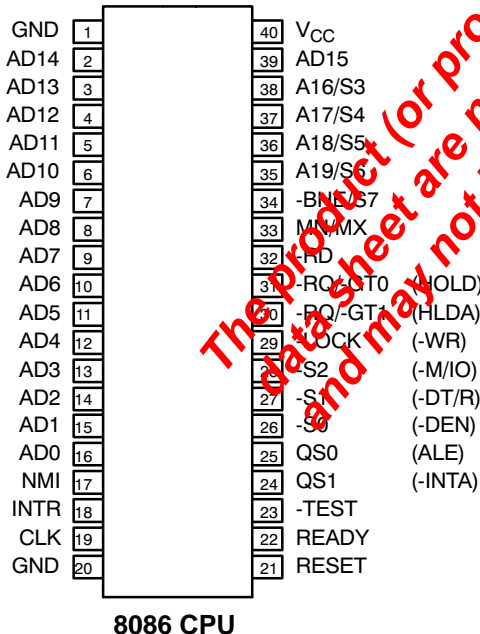 GND 1 40 VCC
AD14 2 39 AD15
AD13 3 38 A16/S3
AD12 4 37 A17/S4
AD11 5 36 A18/S5
AD10 6 35 A19/S6
AD9 7 34 -BHE/S7
AD8 8 33 MN/MX
AD7 9 32 -RD
AD6 10 31 -RQ/-GT0 (HOLD)
AD5 11 30 -RQ/-GT1 (HLDA)
AD4 12 29 -LOCK (-WR)
AD3 13 28 -S2 (-M/IO)
AD2 14 27 -S1 (-DT/R)
AD1 15 26 -S0 (-DEN)
AD0 16 25 QS0 (ALE)
NMI 17 24 QS1 (-INTA)
INTR 18 23 -TEST
CLK 19 22 READY
GND 20 21 RESET
8086 CPU
The product (or pro
data sheet are n
and may not